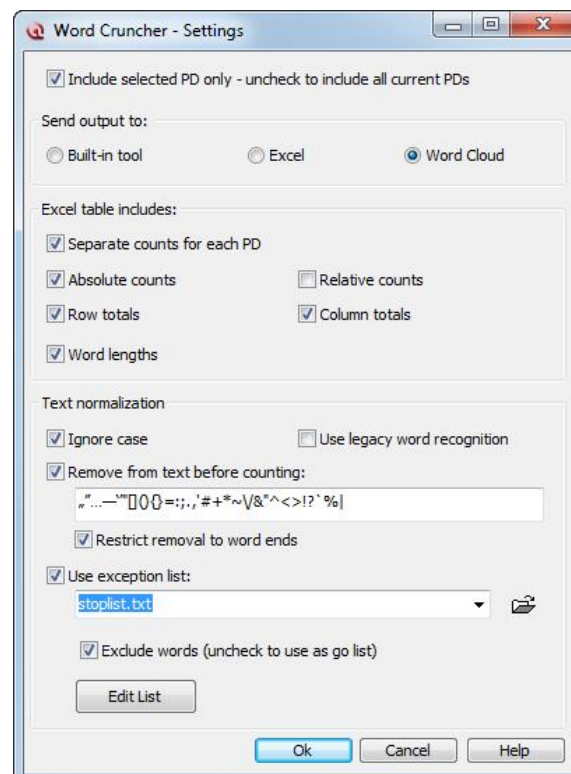 Word Cruncher - Settings
Include selected PD only - uncheck to include all current PDs
Send output to:
Built-in tool Excel Word Cloud
Excel table includes:
Separate counts for each PD
Absolute counts Relative counts
Row totals Column totals
Word lengths
Text normalization
Ignore case Use legacy word recognition
Remove from text before counting:
„“…—`´"[](){}=:;.,'#+*~\/&"^<>!?`%|
Restrict removal to word ends
Use exception list:
stoplist.txt
Exclude words (uncheck to use as go list)
Edit List
Ok Cancel Help